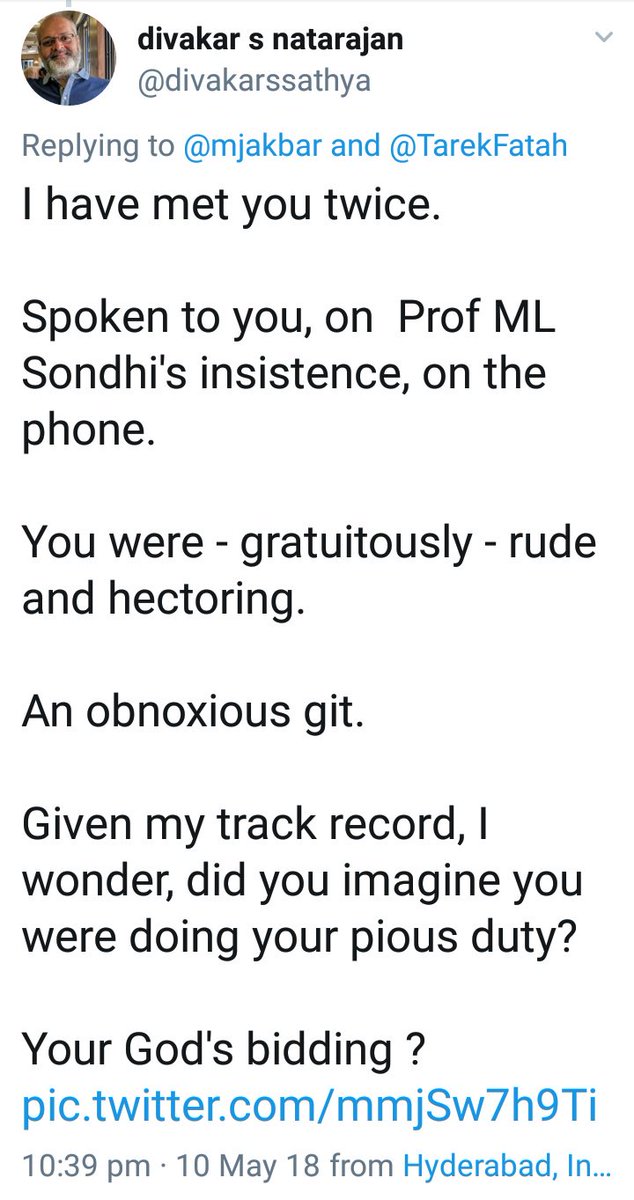 divakar s natarajan
@divakarssathya
Replying to @mjakbar and @TarekFatah
I have met you twice.
Spoken to you, on  Prof ML
Sondhi's insistence, on the
phone.
You were - gratuitously - rude
and hectoring.
An obnoxious git.
Given my track record, I
wonder, did you imagine you
were doing your pious duty?
Your God's bidding ?
pic.twitter.com/mmjSw7h9Ti
10:39 pm · 10 May 18 from Hyderabad, In...